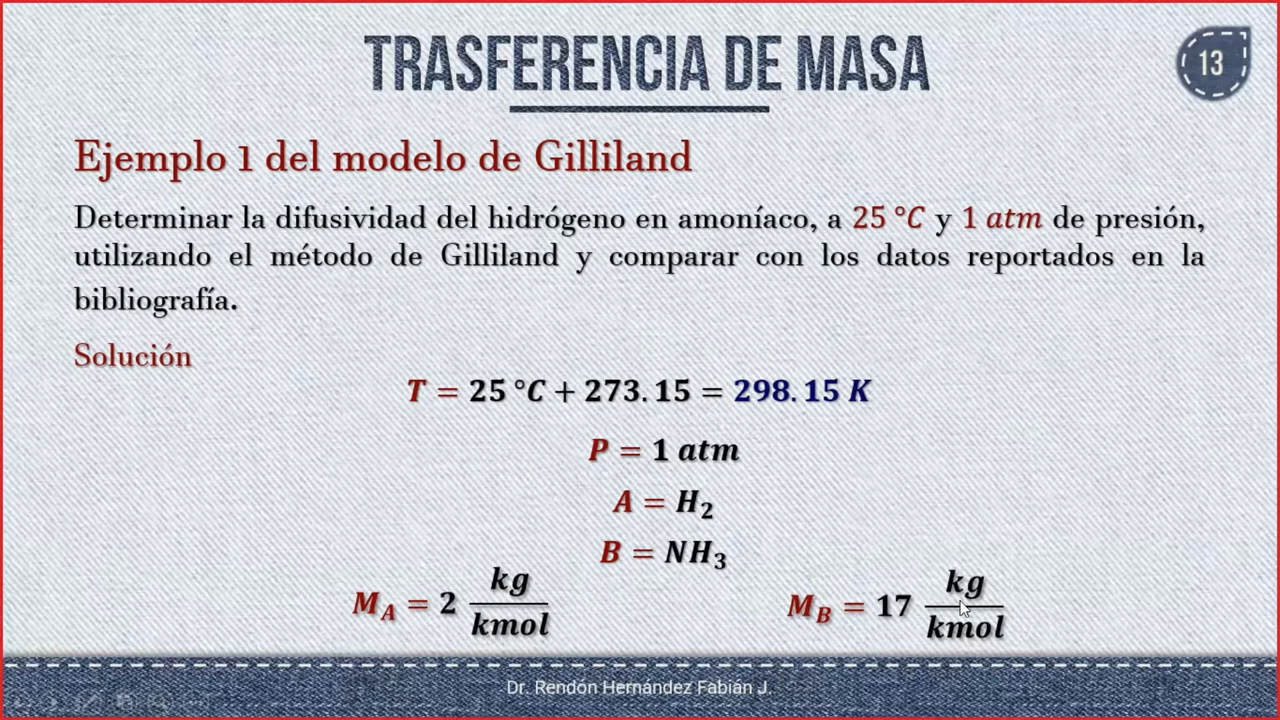 TRASFERENCIA DE MASA
13
Ejemplo 1 del modelo de Gilliland
Determinar la difusividad del hidrógeno en amoníaco, a 25 °C y 1 atm de presión,
utilizando el método de Gilliland y comparar con los datos reportados en la
bibliografía.
Solución
T = 25 °C + 273.15 = 298.15 K
P = 1 atm
A = H₂
B = NH₃
M_A = 2 kg/kmol
M_B = 17 kg/kmol
Dr. Rendón Hernández Fabián J.